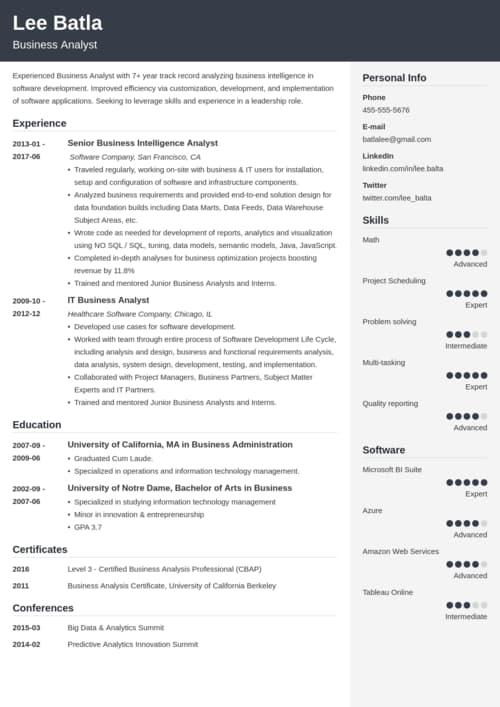 Lee Batla
Business Analyst
Experienced Business Analyst with 7+ year track record analyzing business intelligence in
software development. Improved efficiency via customization, development, and implementation
of software applications. Seeking to leverage skills and experience in a leadership role.
Experience
2013-01 -
2017-06
Senior Business Intelligence Analyst
Software Company, San Francisco, CA
• Traveled regularly, working on-site with business & IT users for installation,
setup and configuration of software and infrastructure components.
• Analyzed business requirements and provided end-to-end solution design for
data foundation builds including Data Marts, Data Feeds, Data Warehouse
Subject Areas, etc.
• Wrote code as needed for development of reports, analytics and visualization
using NO SQL / SQL, tuning, data models, semantic models, Java, JavaScript.
• Completed in-depth analyses for business optimization projects boosting
revenue by 11.8%
• Trained and mentored Junior Business Analysts and Interns.
2009-10 -
2012-12
IT Business Analyst
Healthcare Software Company, Chicago, IL
• Developed use cases for software development.
• Worked with team through entire process of Software Development Life Cycle,
including analysis and design, business and functional requirements analysis,
data analysis, system design, development, testing, and implementation.
• Collaborated with Project Managers, Business Partners, Subject Matter
Experts and IT Partners.
• Trained and mentored Junior Business Analysts and Interns.
Education
2007-09 -
2009-06
University of California, MA in Business Administration
• Graduated Cum Laude.
• Specialized in operations and information technology management.
2002-09 -
2007-06
University of Notre Dame, Bachelor of Arts in Business
• Specialized in studying information technology management
• Minor in innovation & entrepreneurship
• GPA 3.7
Certificates
2016 Level 3 - Certified Business Analysis Professional (CBAP)
2011 Business Analysis Certificate, University of California Berkeley
Conferences
2015-03 Big Data & Analytics Summit
2014-02 Predictive Analytics Innovation Summit
Personal Info
Phone
455-555-5676
E-mail
batlalee@gmail.com
LinkedIn
linkedin.com/in/lee.balta
Twitter
twitter.com/lee_balta
Skills
Math
Advanced
Project Scheduling
Expert
Problem solving
Intermediate
Multi-tasking
Expert
Quality reporting
Advanced
Software
Microsoft BI Suite
Expert
Azure
Advanced
Amazon Web Services
Advanced
Tableau Online
Intermediate